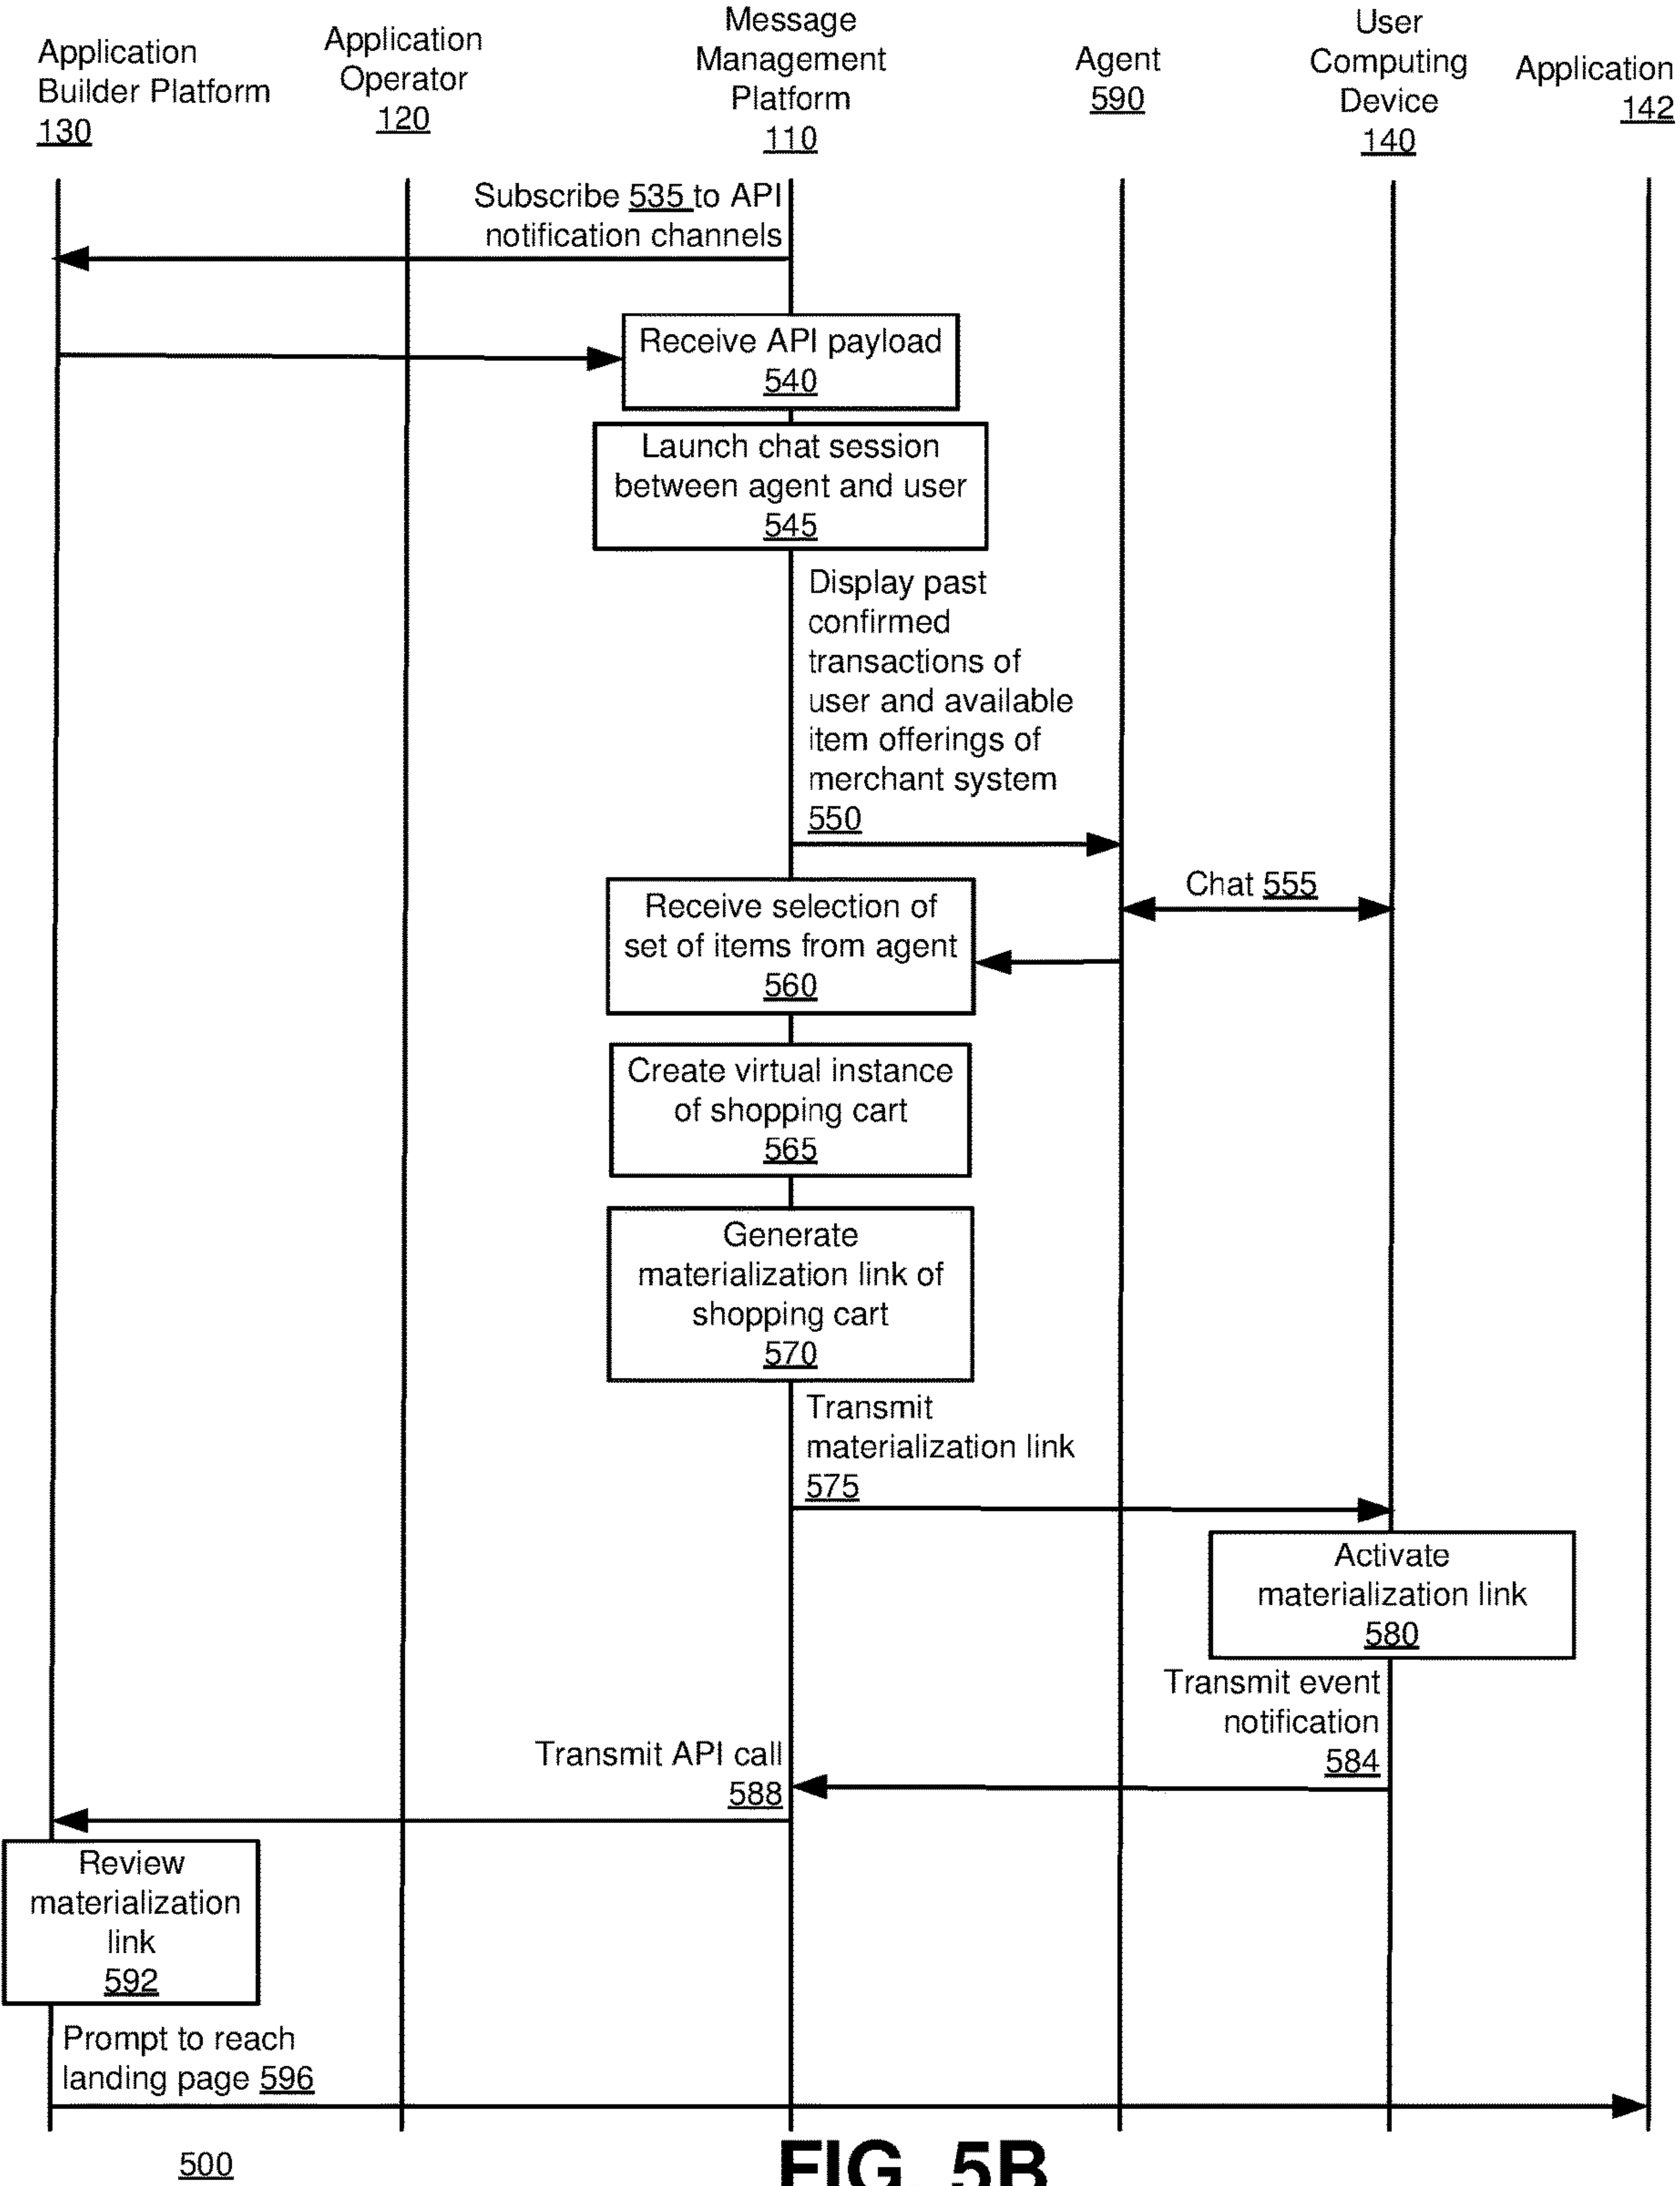 Application
Builder Platform
130
Application
Operator
120
Message
Management
Platform
110
Agent
590
User
Computing
Device
140
Application
142
Subscribe 535 to API
notification channels
Receive API payload
540
Launch chat session
between agent and user
545
Display past
confirmed
transactions of
user and available
item offerings of
merchant system
550
Chat 555
Receive selection of
set of items from agent
560
Create virtual instance
of shopping cart
565
Generate
materialization link of
shopping cart
570
Transmit
materialization link
575
Activate
materialization link
580
Transmit event
notification
584
Transmit API call
588
Review
materialization
link
592
Prompt to reach
landing page 596
500
FIG. 5B